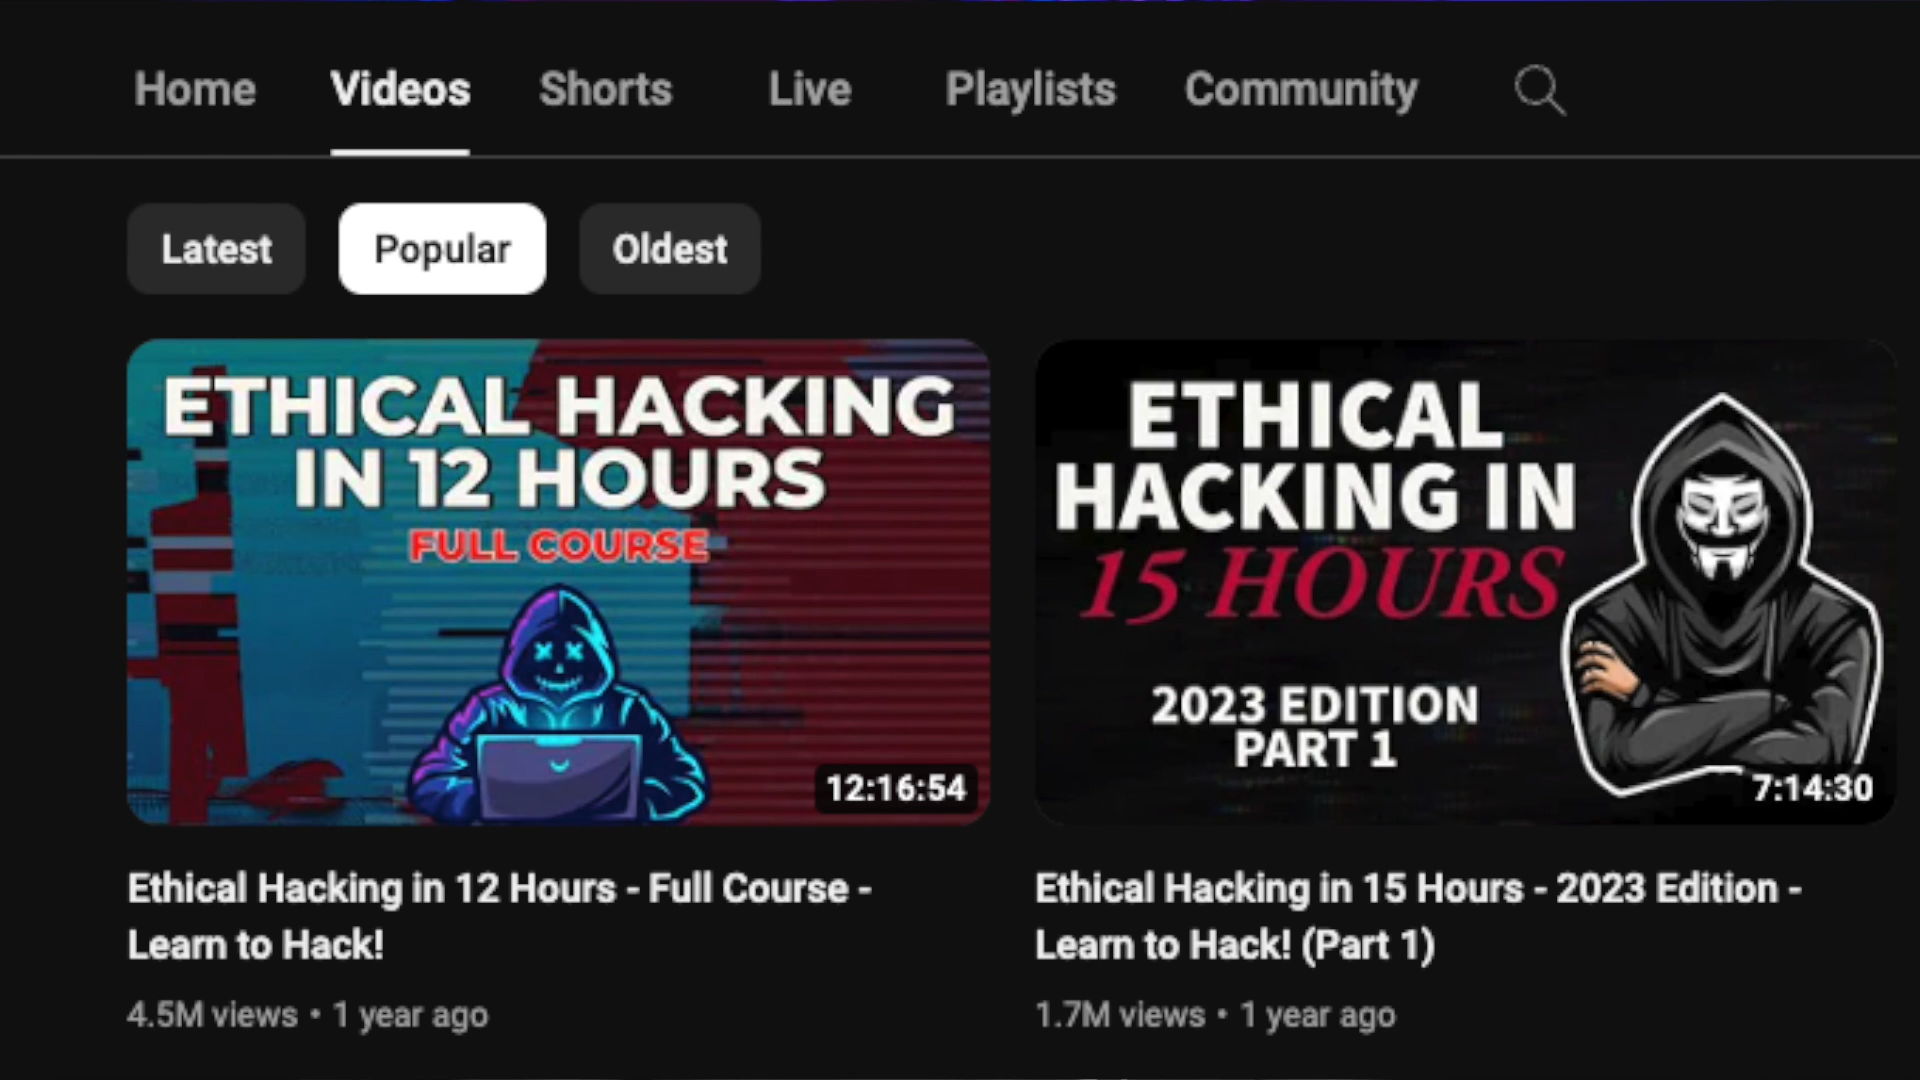 Home Videos Shorts Live Playlists Community
Latest Popular Oldest
ETHICAL HACKING
IN 12 HOURS
FULL COURSE
12:16:54
ETHICAL
HACKING IN
15 HOURS
2023 EDITION
PART 1
7:14:30
Ethical Hacking in 12 Hours - Full Course -
Learn to Hack!
4.5M views • 1 year ago
Ethical Hacking in 15 Hours - 2023 Edition -
Learn to Hack! (Part 1)
1.7M views • 1 year ago